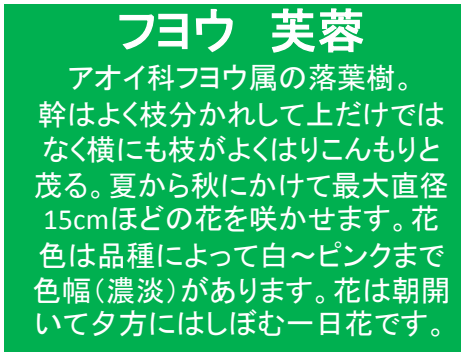 フヨウ　芙蓉
アオイ科フヨウ属の落葉樹。
幹はよく枝分かれして上だけでは
なく横にも枝がよくはりこんもりと
茂る。夏から秋にかけて最大直径
15cmほどの花を咲かせます。花
色は品種によって白～ピンクまで
色幅（濃淡）があります。花は朝開
いて夕方にはしぼむ一日花です。